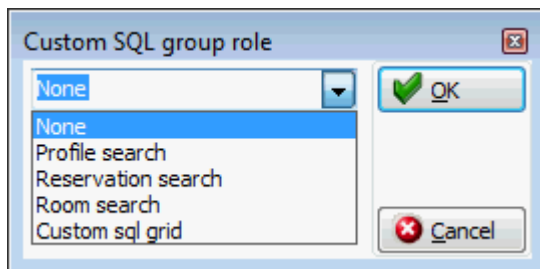 Custom SQL group role
None
OK
None
Profile search
Reservation search
Room search
Custom sql grid
Cancel